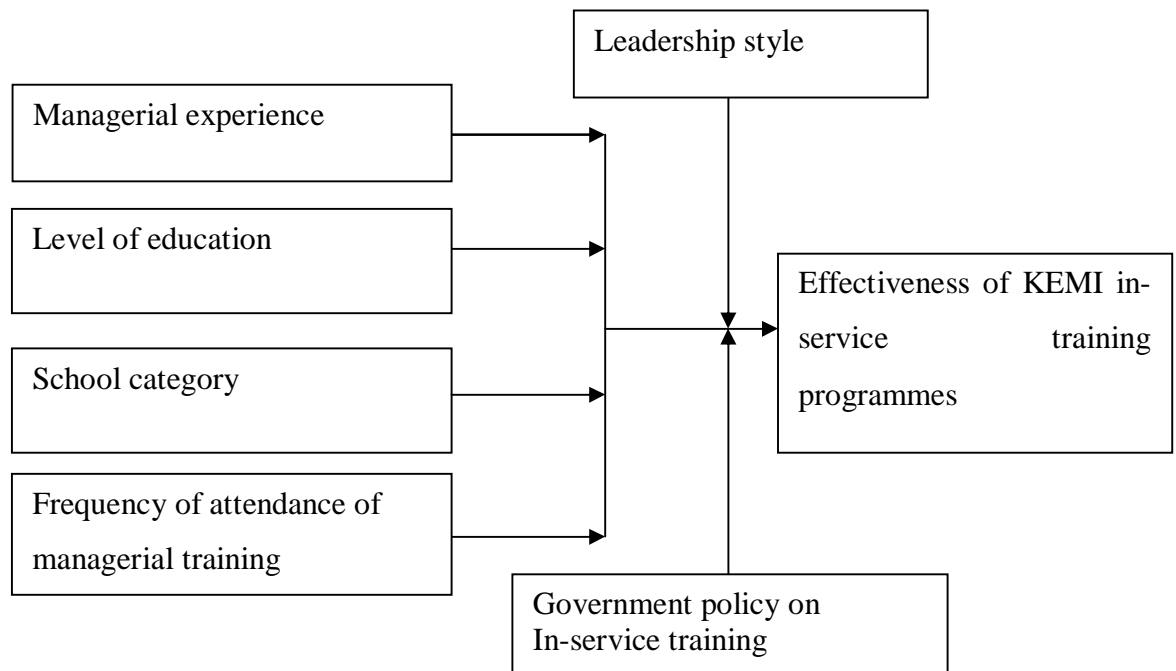 Leadership style
Managerial experience
Level of education
School category
Frequency of attendance of
managerial training
Effectiveness of KEMI in-
service training
programmes
Government policy on
In-service training